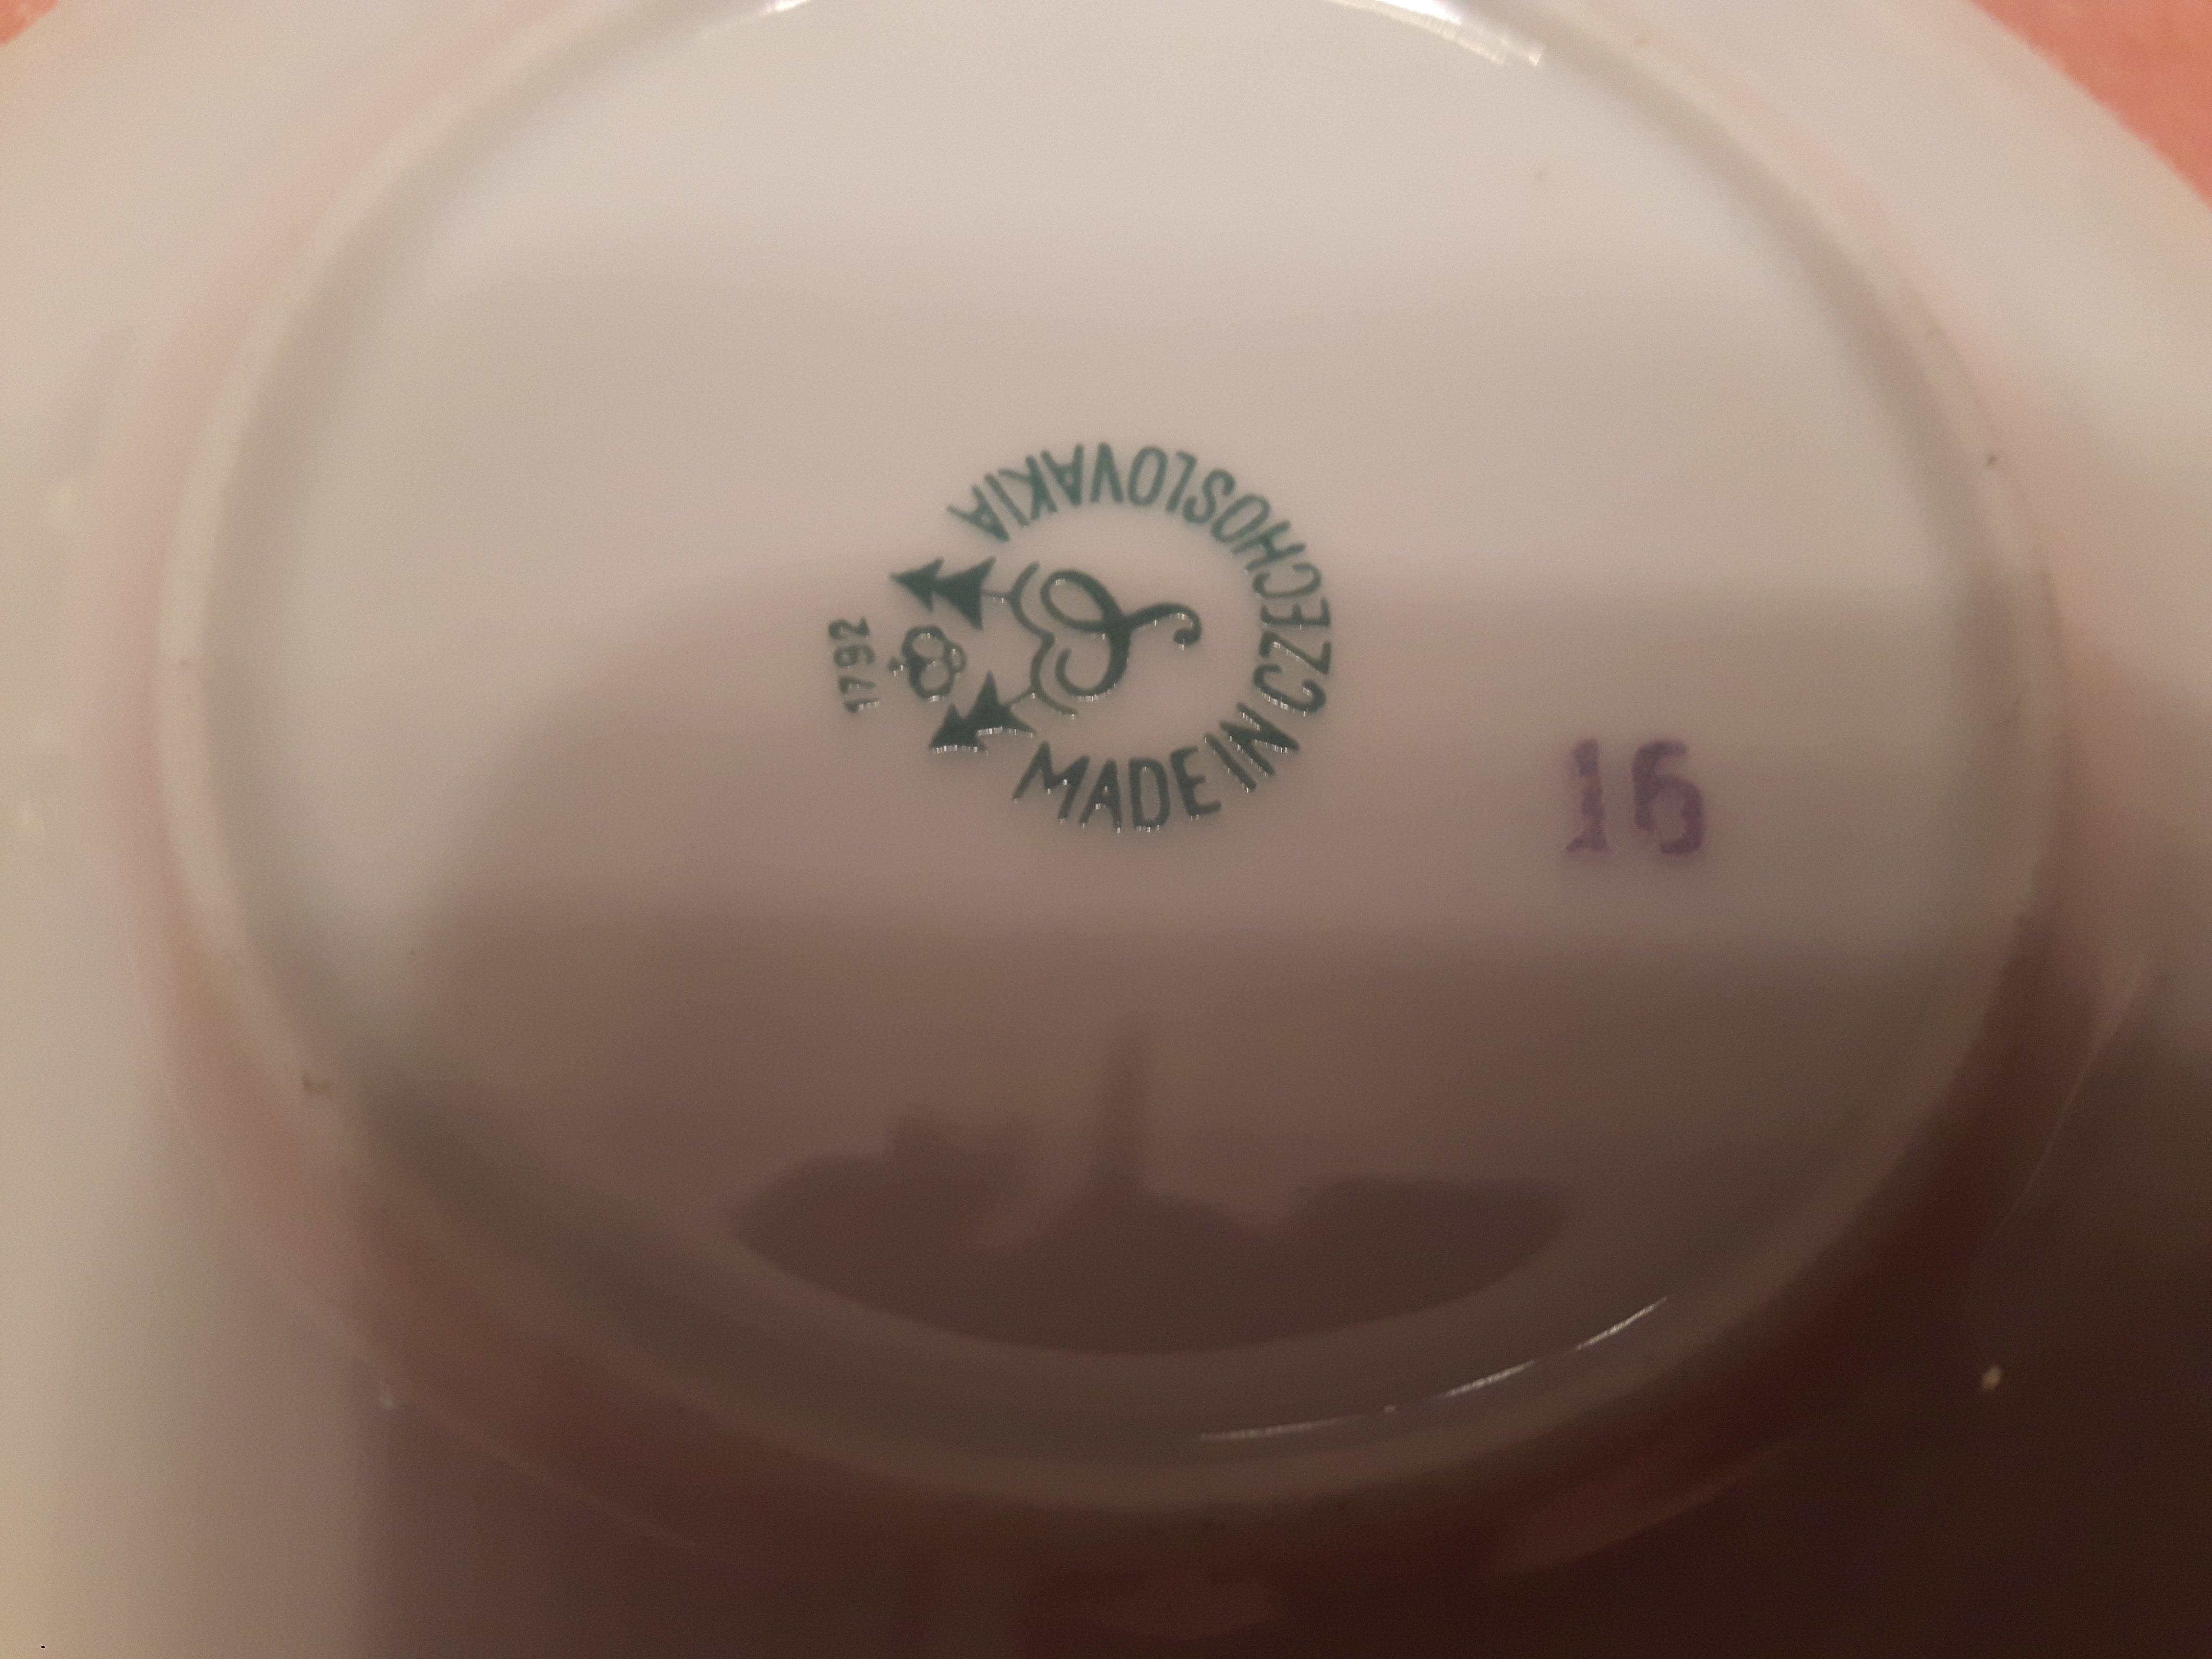 1792
S
MADE IN CZECHOSLOVAKIA
16